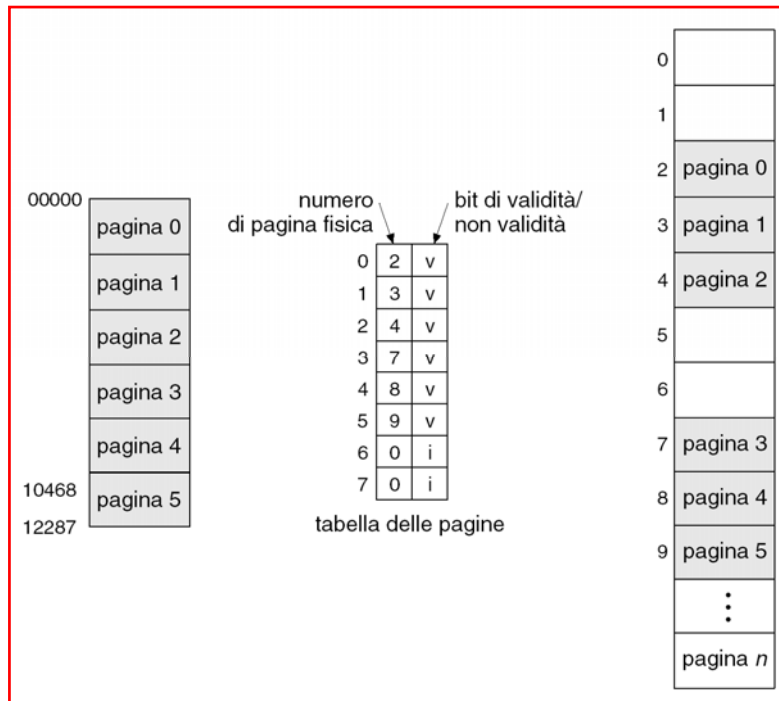 00000
pagina 0
pagina 1
pagina 2
pagina 3
pagina 4
10468
pagina 5
12287
numero
di pagina fisica
bit di validità/
non validità
0 2 v
1 3 v
2 4 v
3 7 v
4 8 v
5 9 v
6 0 i
7 0 i
tabella delle pagine
0
1
2 pagina 0
3 pagina 1
4 pagina 2
5
6
7 pagina 3
8 pagina 4
9 pagina 5
pagina n